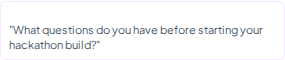 "What questions do you have before starting your
hackathon build?"